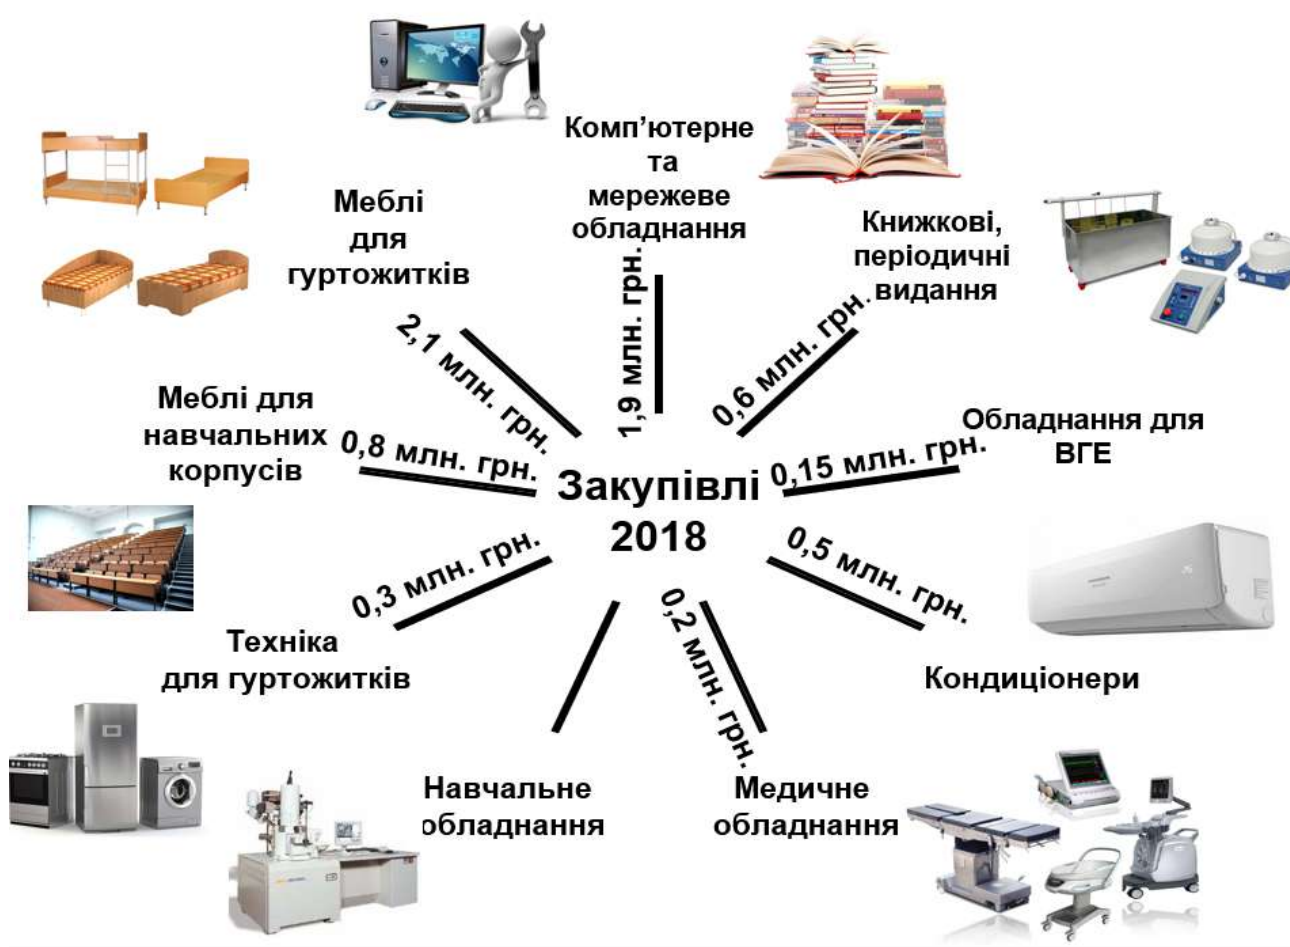 Комп’ютерне
та
мережеве
обладнання
1,9 млн. грн.
Книжкові,
періодичні
видання
0,6 млн. грн.
Обладнання для
ВГЕ
0,15 млн. грн.
Кондиціонери
0,5 млн. грн.
Медичне
обладнання
0,2 млн. грн.
Навчальне
обладнання
Техніка
для гуртожитків
0,3 млн. грн.
Меблі для
навчальних
корпусів
0,8 млн. грн.
Меблі
для
гуртожитків
2,1 млн. грн.
Закупівлі
2018